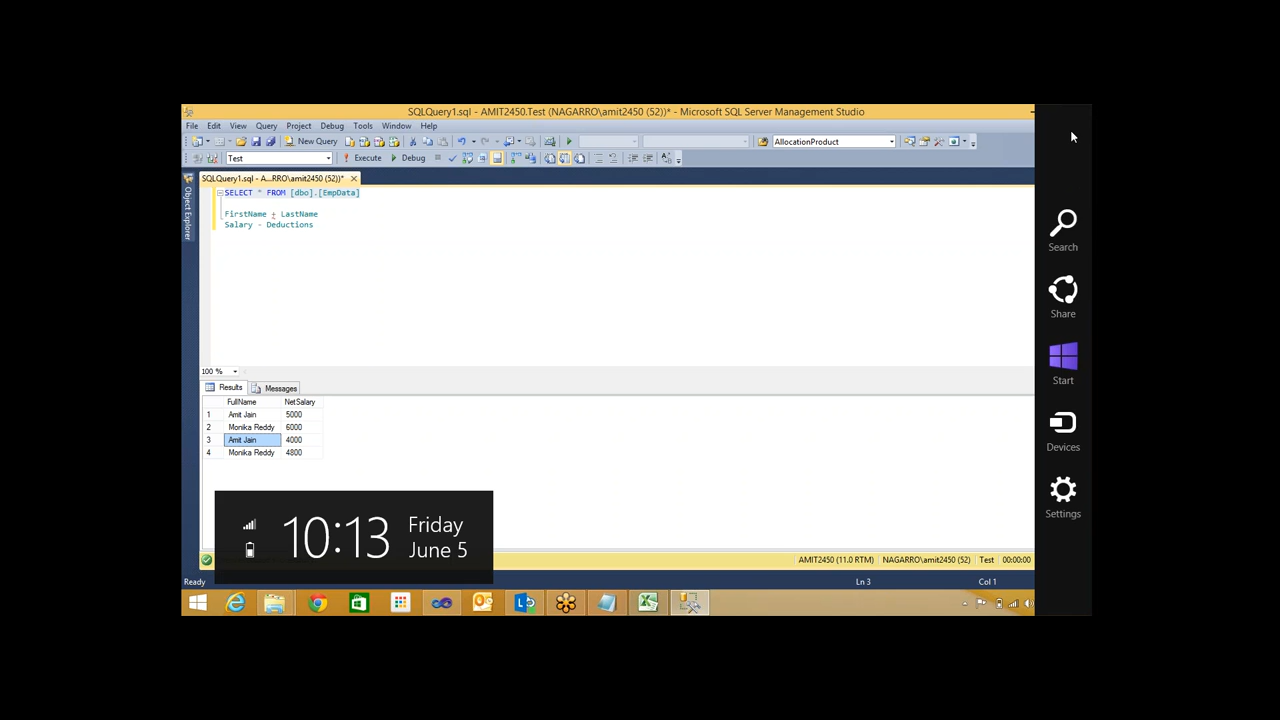 SQLQuery1.sql - AMIT2450.Test (NAGARRO\amit2450 (52))* - Microsoft SQL Server Management Studio
File Edit View Query Project Debug Tools Window Help
New Query AllocationProduct
Test Execute Debug
SQLQuery1.sql - A...RRO\amit2450 (52))*
Object Explorer
SELECT * FROM [dbo].[EmpData]
FirstName + LastName
Salary - Deductions
100 %
Results Messages
FullName NetSalary
1 Amit Jain 5000
2 Monika Reddy 6000
3 Amit Jain 4000
4 Monika Reddy 4800
10:13 Friday
June 5
AMIT2450 (11.0 RTM) NAGARRO\amit2450 (52) Test 00:00:00
Ready Ln 3 Col 1
Search
Share
Start
Devices
Settings